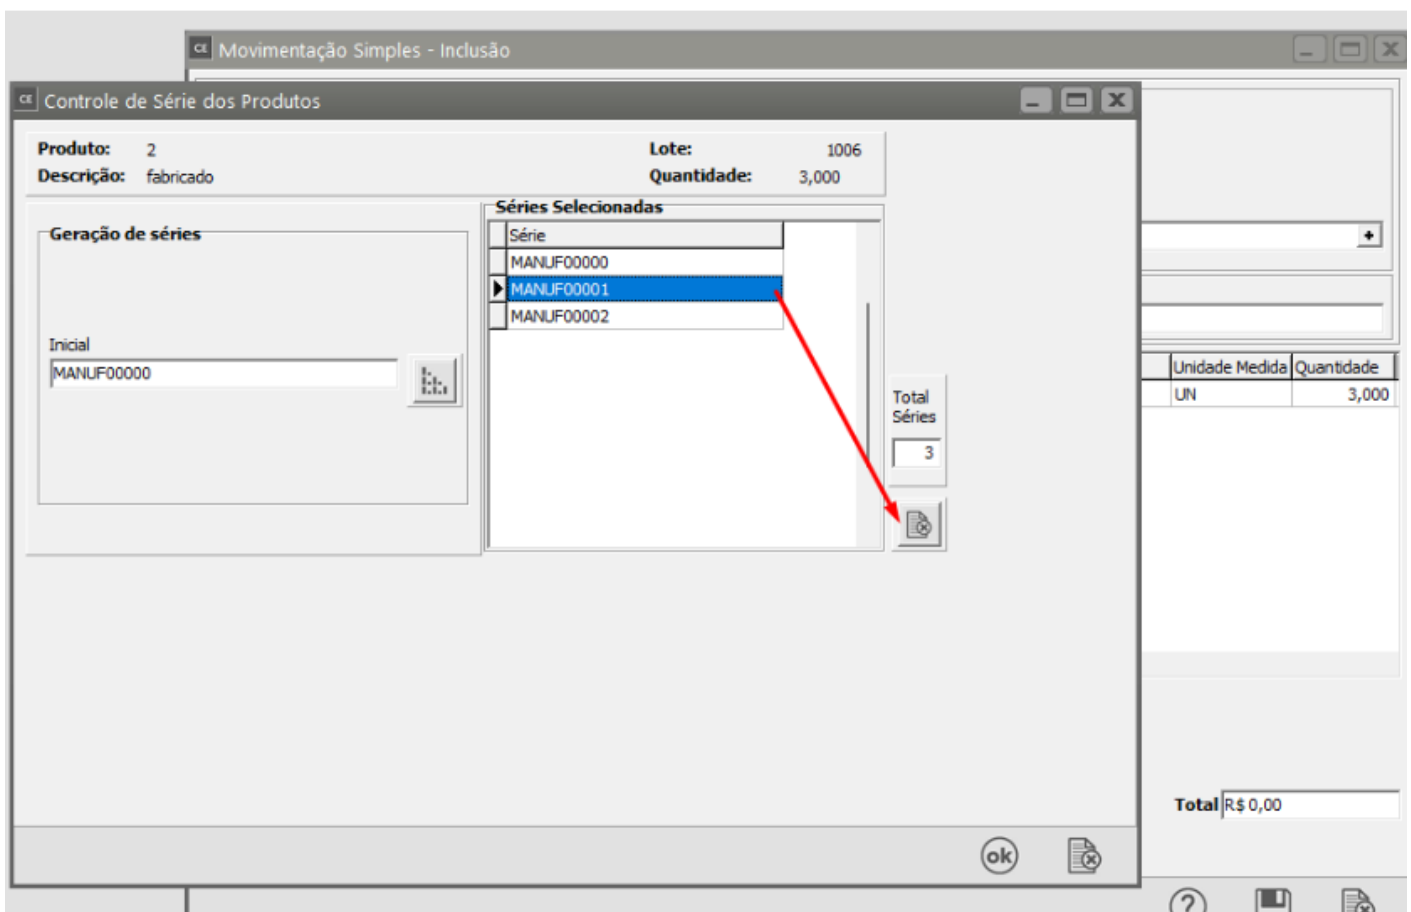 CE Movimentação Simples - Inclusão
CE Controle de Série dos Produtos
Produto: 2 Lote: 1006
Descrição: fabricado Quantidade: 3,000
Geração de séries
Inicial
MANUF00000
Séries Selecionadas
Série
MANUF00000
MANUF00001
MANUF00002
Total
Séries
3
Unidade Medida Quantidade
UN 3,000
Total R$ 0,00
ok
?